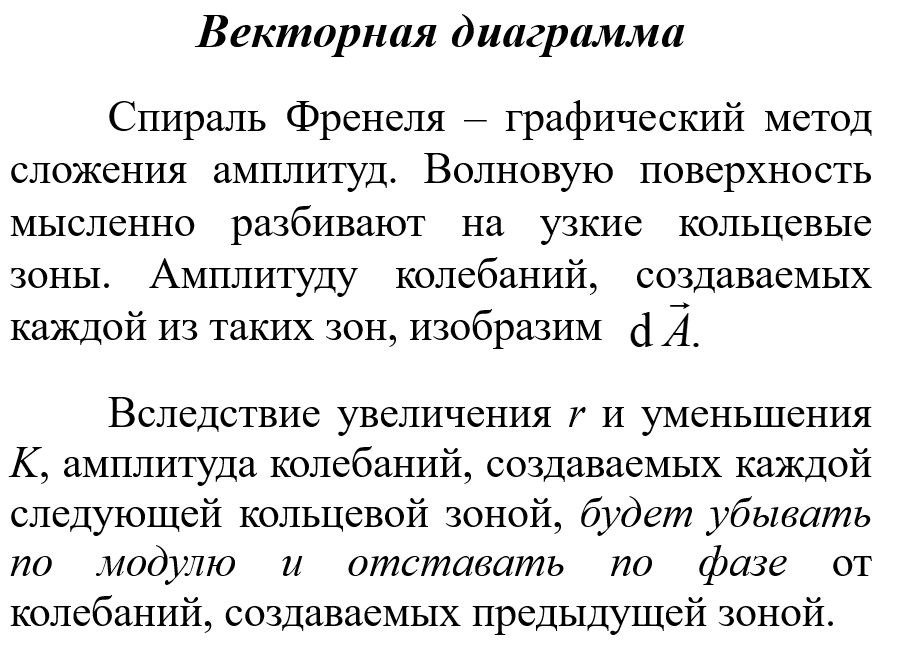 Векторная диаграмма
Спираль Френеля – графический метод
сложения амплитуд. Волновую поверхность
мысленно разбивают на узкие кольцевые
зоны. Амплитуду колебаний, создаваемых
каждой из таких зон, изобразим d A⃗.
Вследствие увеличения r и уменьшения
K, амплитуда колебаний, создаваемых каждой
следующей кольцевой зоной, будет убывать
по модулю и отставать по фазе от
колебаний, создаваемых предыдущей зоной.